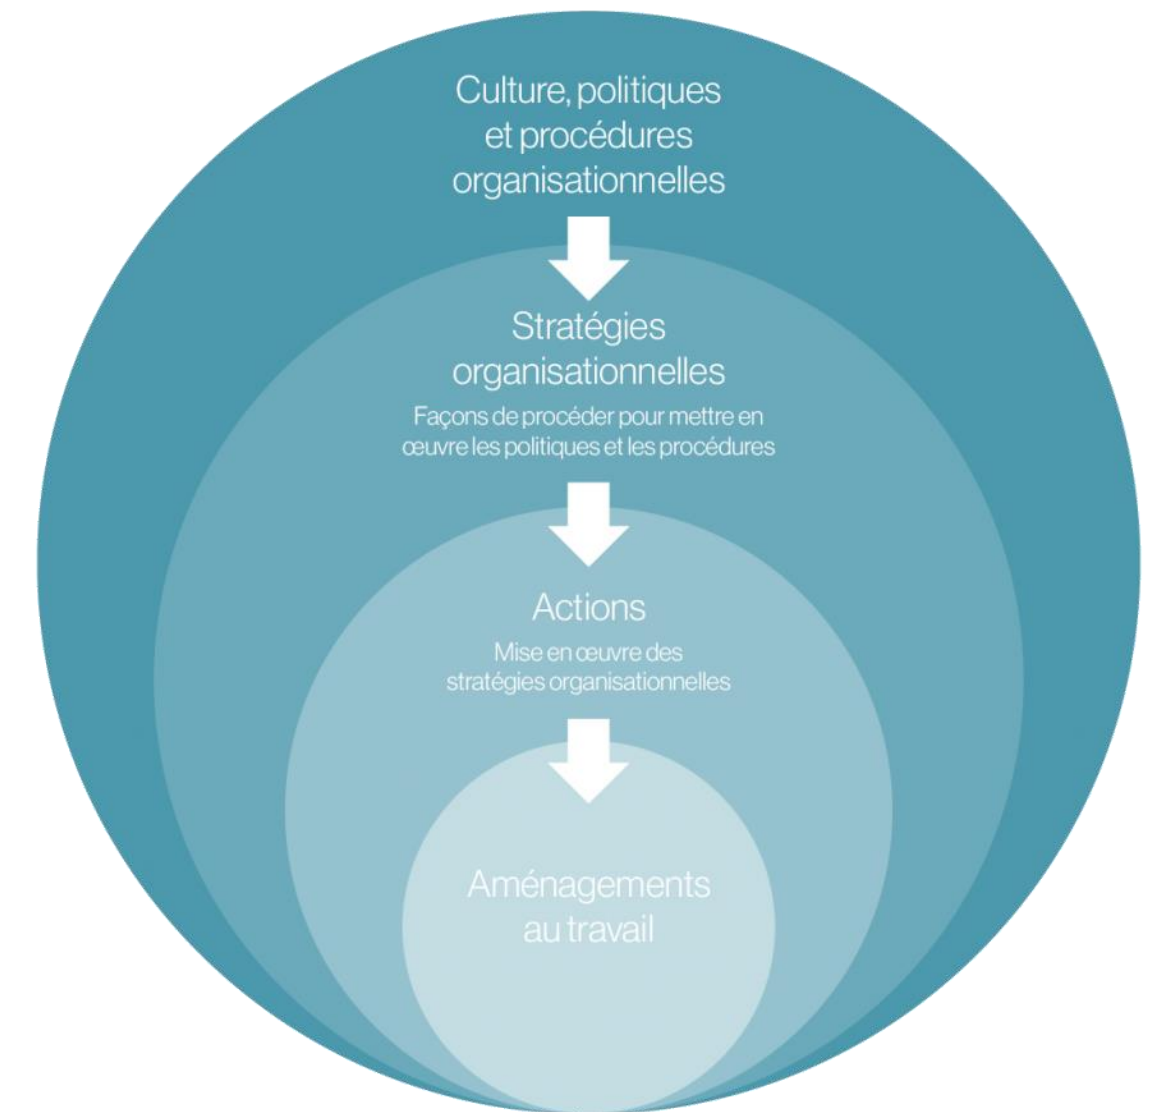 Culture, politiques
et procédures
organisationnelles
Stratégies
organisationnelles
Façons de procéder pour mettre en
œuvre les politiques et les procédures
Actions
Mise en œuvre des
stratégies organisationnelles
Aménagements
au travail